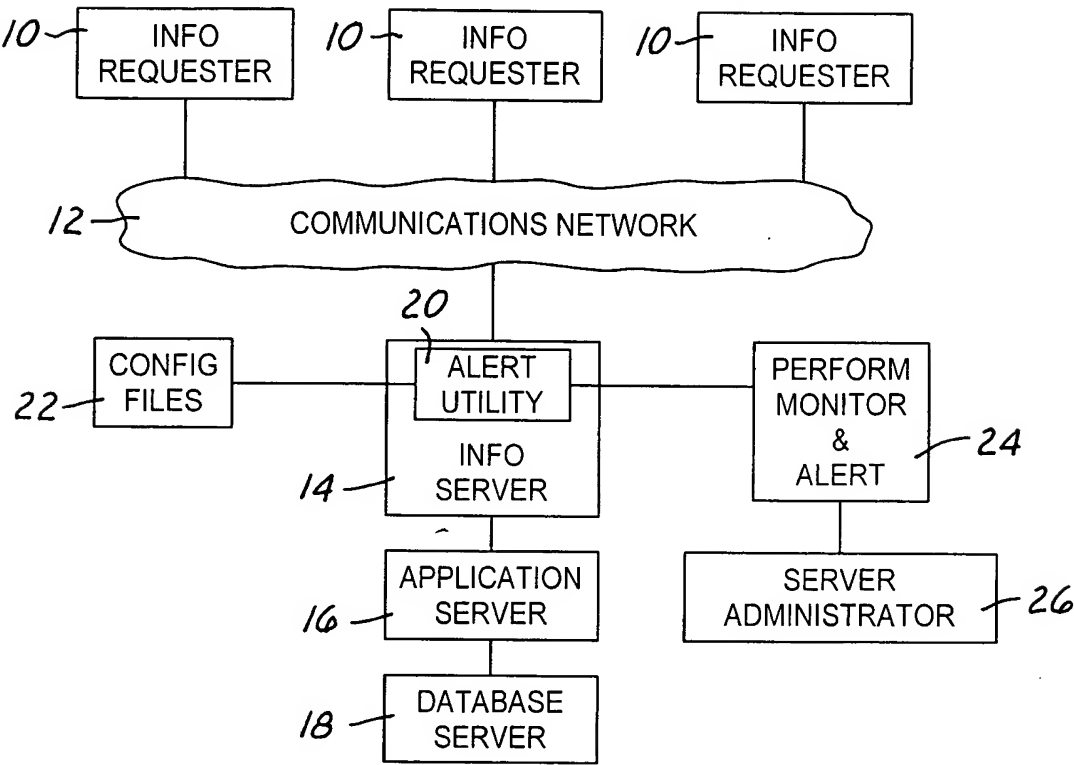 10
INFO
REQUESTER
10
INFO
REQUESTER
10
INFO
REQUESTER
12
COMMUNICATIONS NETWORK
20
CONFIG
FILES
22
ALERT
UTILITY
INFO
SERVER
14
PERFORM
MONITOR
&
ALERT
24
APPLICATION
SERVER
16
SERVER
ADMINISTRATOR
26
DATABASE
SERVER
18